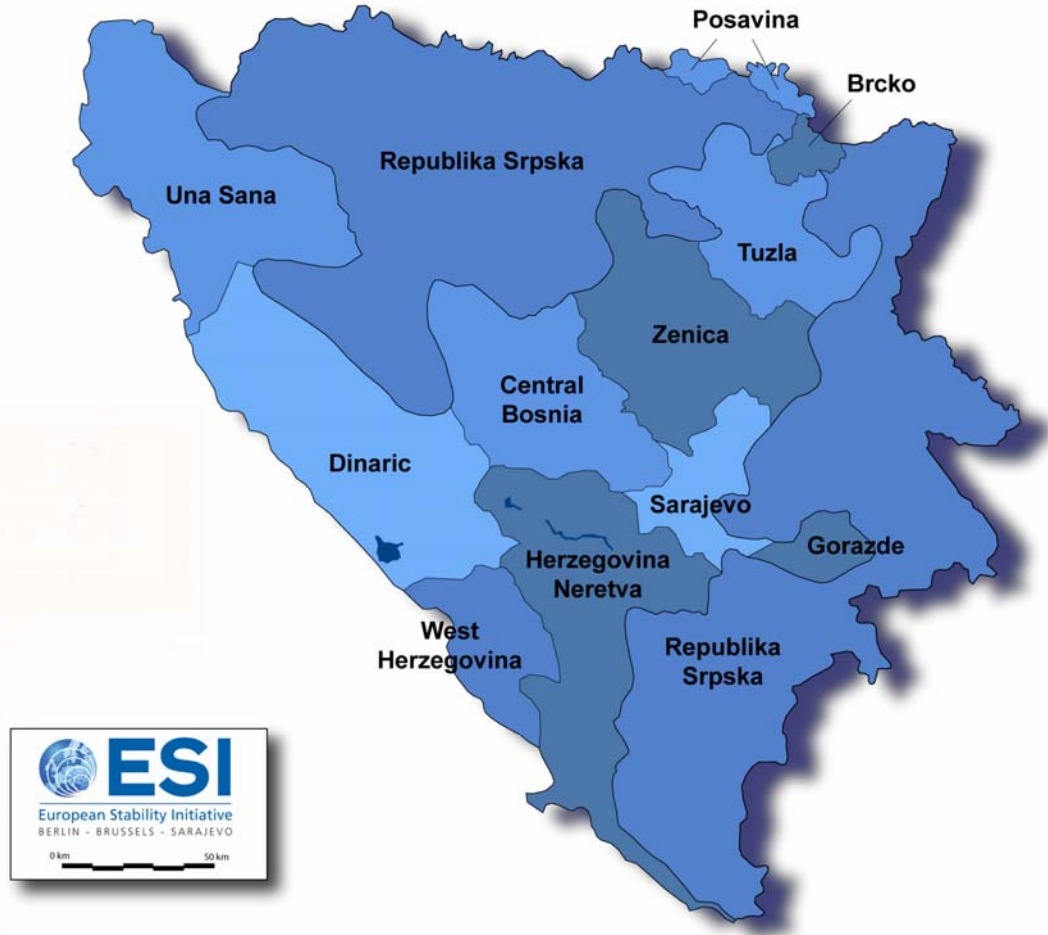 Posavina
Brcko
Republika Srpska
Una Sana
Tuzla
Zenica
Central
Bosnia
Dinaric
Sarajevo
Gorazde
Herzegovina
Neretva
West
Herzegovina
Republika
Srpska
ESI
European Stability Initiative
BERLIN - BRUSSELS - SARAJEVO
0 km 50 km